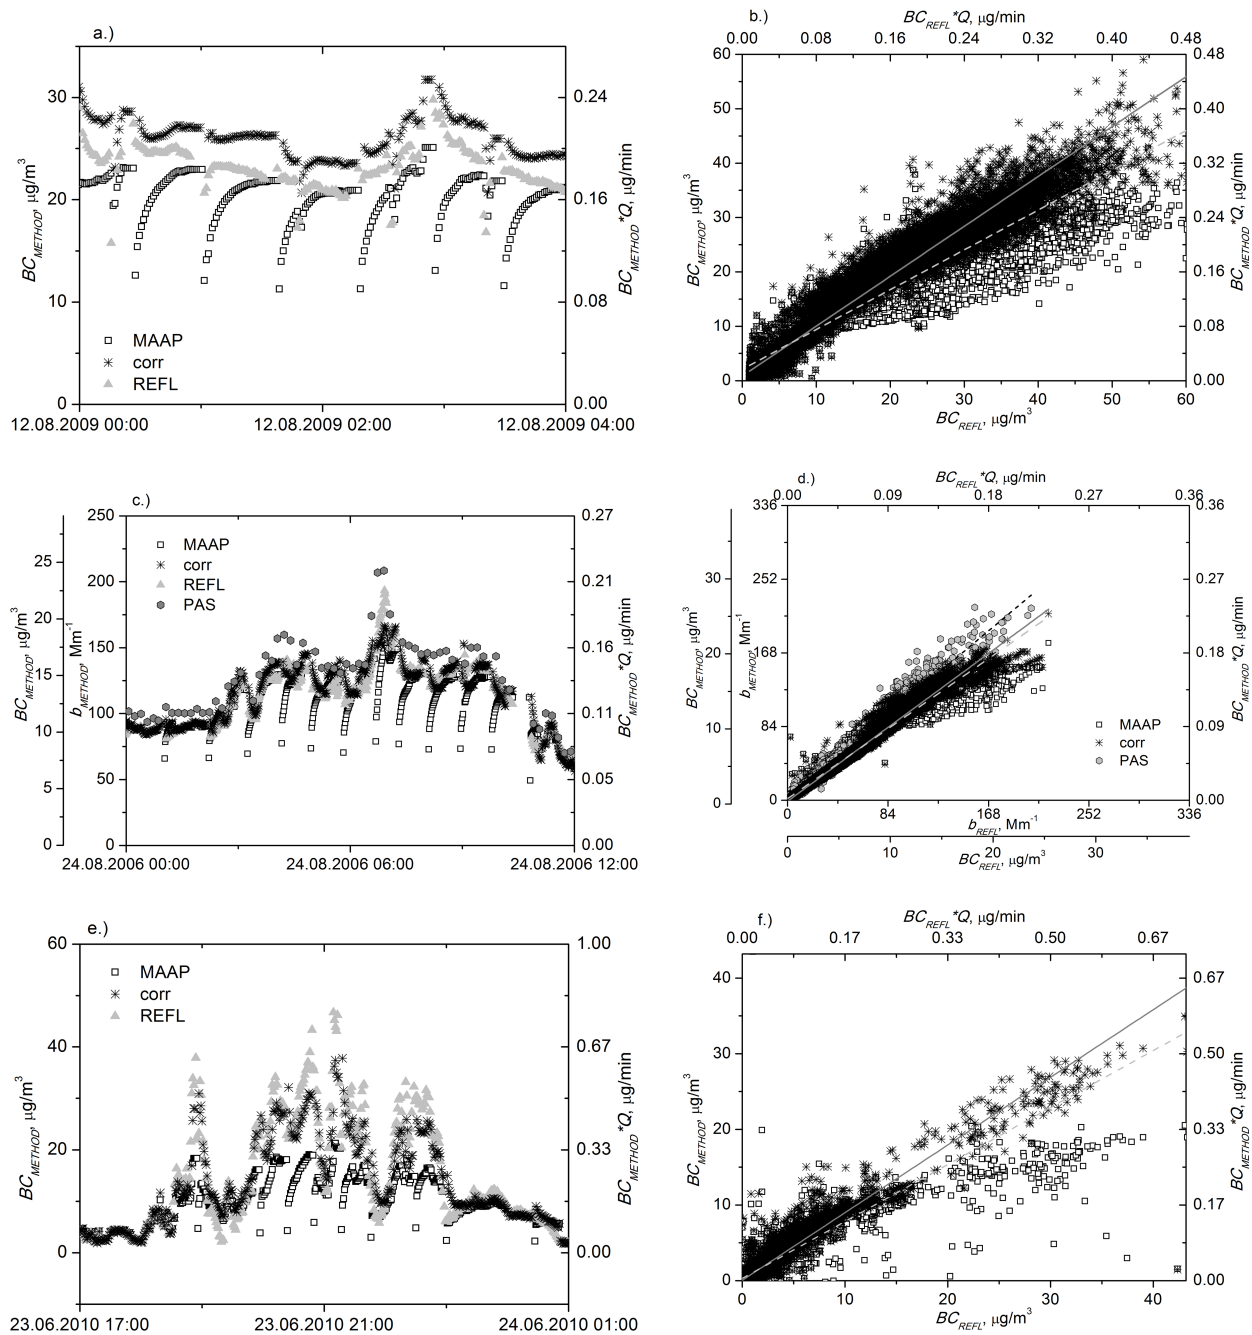 a.)
BC_METHOD, μg/m³
30
20
10
0
0.24
0.16
0.08
0.00
BC_METHOD*Q, μg/min
MAAP
corr
REFL
12.08.2009 00:00
12.08.2009 02:00
12.08.2009 04:00
b.)
BC_REFL*Q, μg/min
0.00
0.08
0.16
0.24
0.32
0.40
0.48
BC_METHOD, μg/m³
60
50
40
30
20
10
0
0.48
0.40
0.32
0.24
0.16
0.08
0.00
BC_METHOD*Q, μg/min
0
10
20
30
40
50
60
BC_REFL, μg/m³
c.)
BC_METHOD, μg/m³
25
20
15
10
5
0
b_METHOD, Mm⁻¹
250
200
150
100
50
0
MAAP
corr
REFL
PAS
0.27
0.21
0.16
0.11
0.05
0.00
BC_METHOD*Q, μg/min
24.08.2006 00:00
24.08.2006 06:00
24.08.2006 12:00
d.)
BC_REFL*Q, μg/min
0.00
0.09
0.18
0.27
0.36
BC_METHOD, μg/m³
30
20
10
0
b_METHOD, Mm⁻¹
336
252
168
84
0
0.36
0.27
0.18
0.09
0.00
BC_METHOD*Q, μg/min
MAAP
corr
PAS
0
84
168
252
336
b_REFL, Mm⁻¹
0
10
20
30
BC_REFL, μg/m³
e.)
BC_METHOD, μg/m³
60
40
20
0
MAAP
corr
REFL
1.00
0.67
0.33
0.00
BC_METHOD*Q, μg/min
23.06.2010 17:00
23.06.2010 21:00
24.06.2010 01:00
f.)
BC_REFL*Q, μg/min
0.00
0.17
0.33
0.50
0.67
BC_METHOD, μg/m³
40
30
20
10
0
0.67
0.50
0.33
0.17
0.00
BC_METHOD*Q, μg/min
0
10
20
30
40
BC_REFL, μg/m³